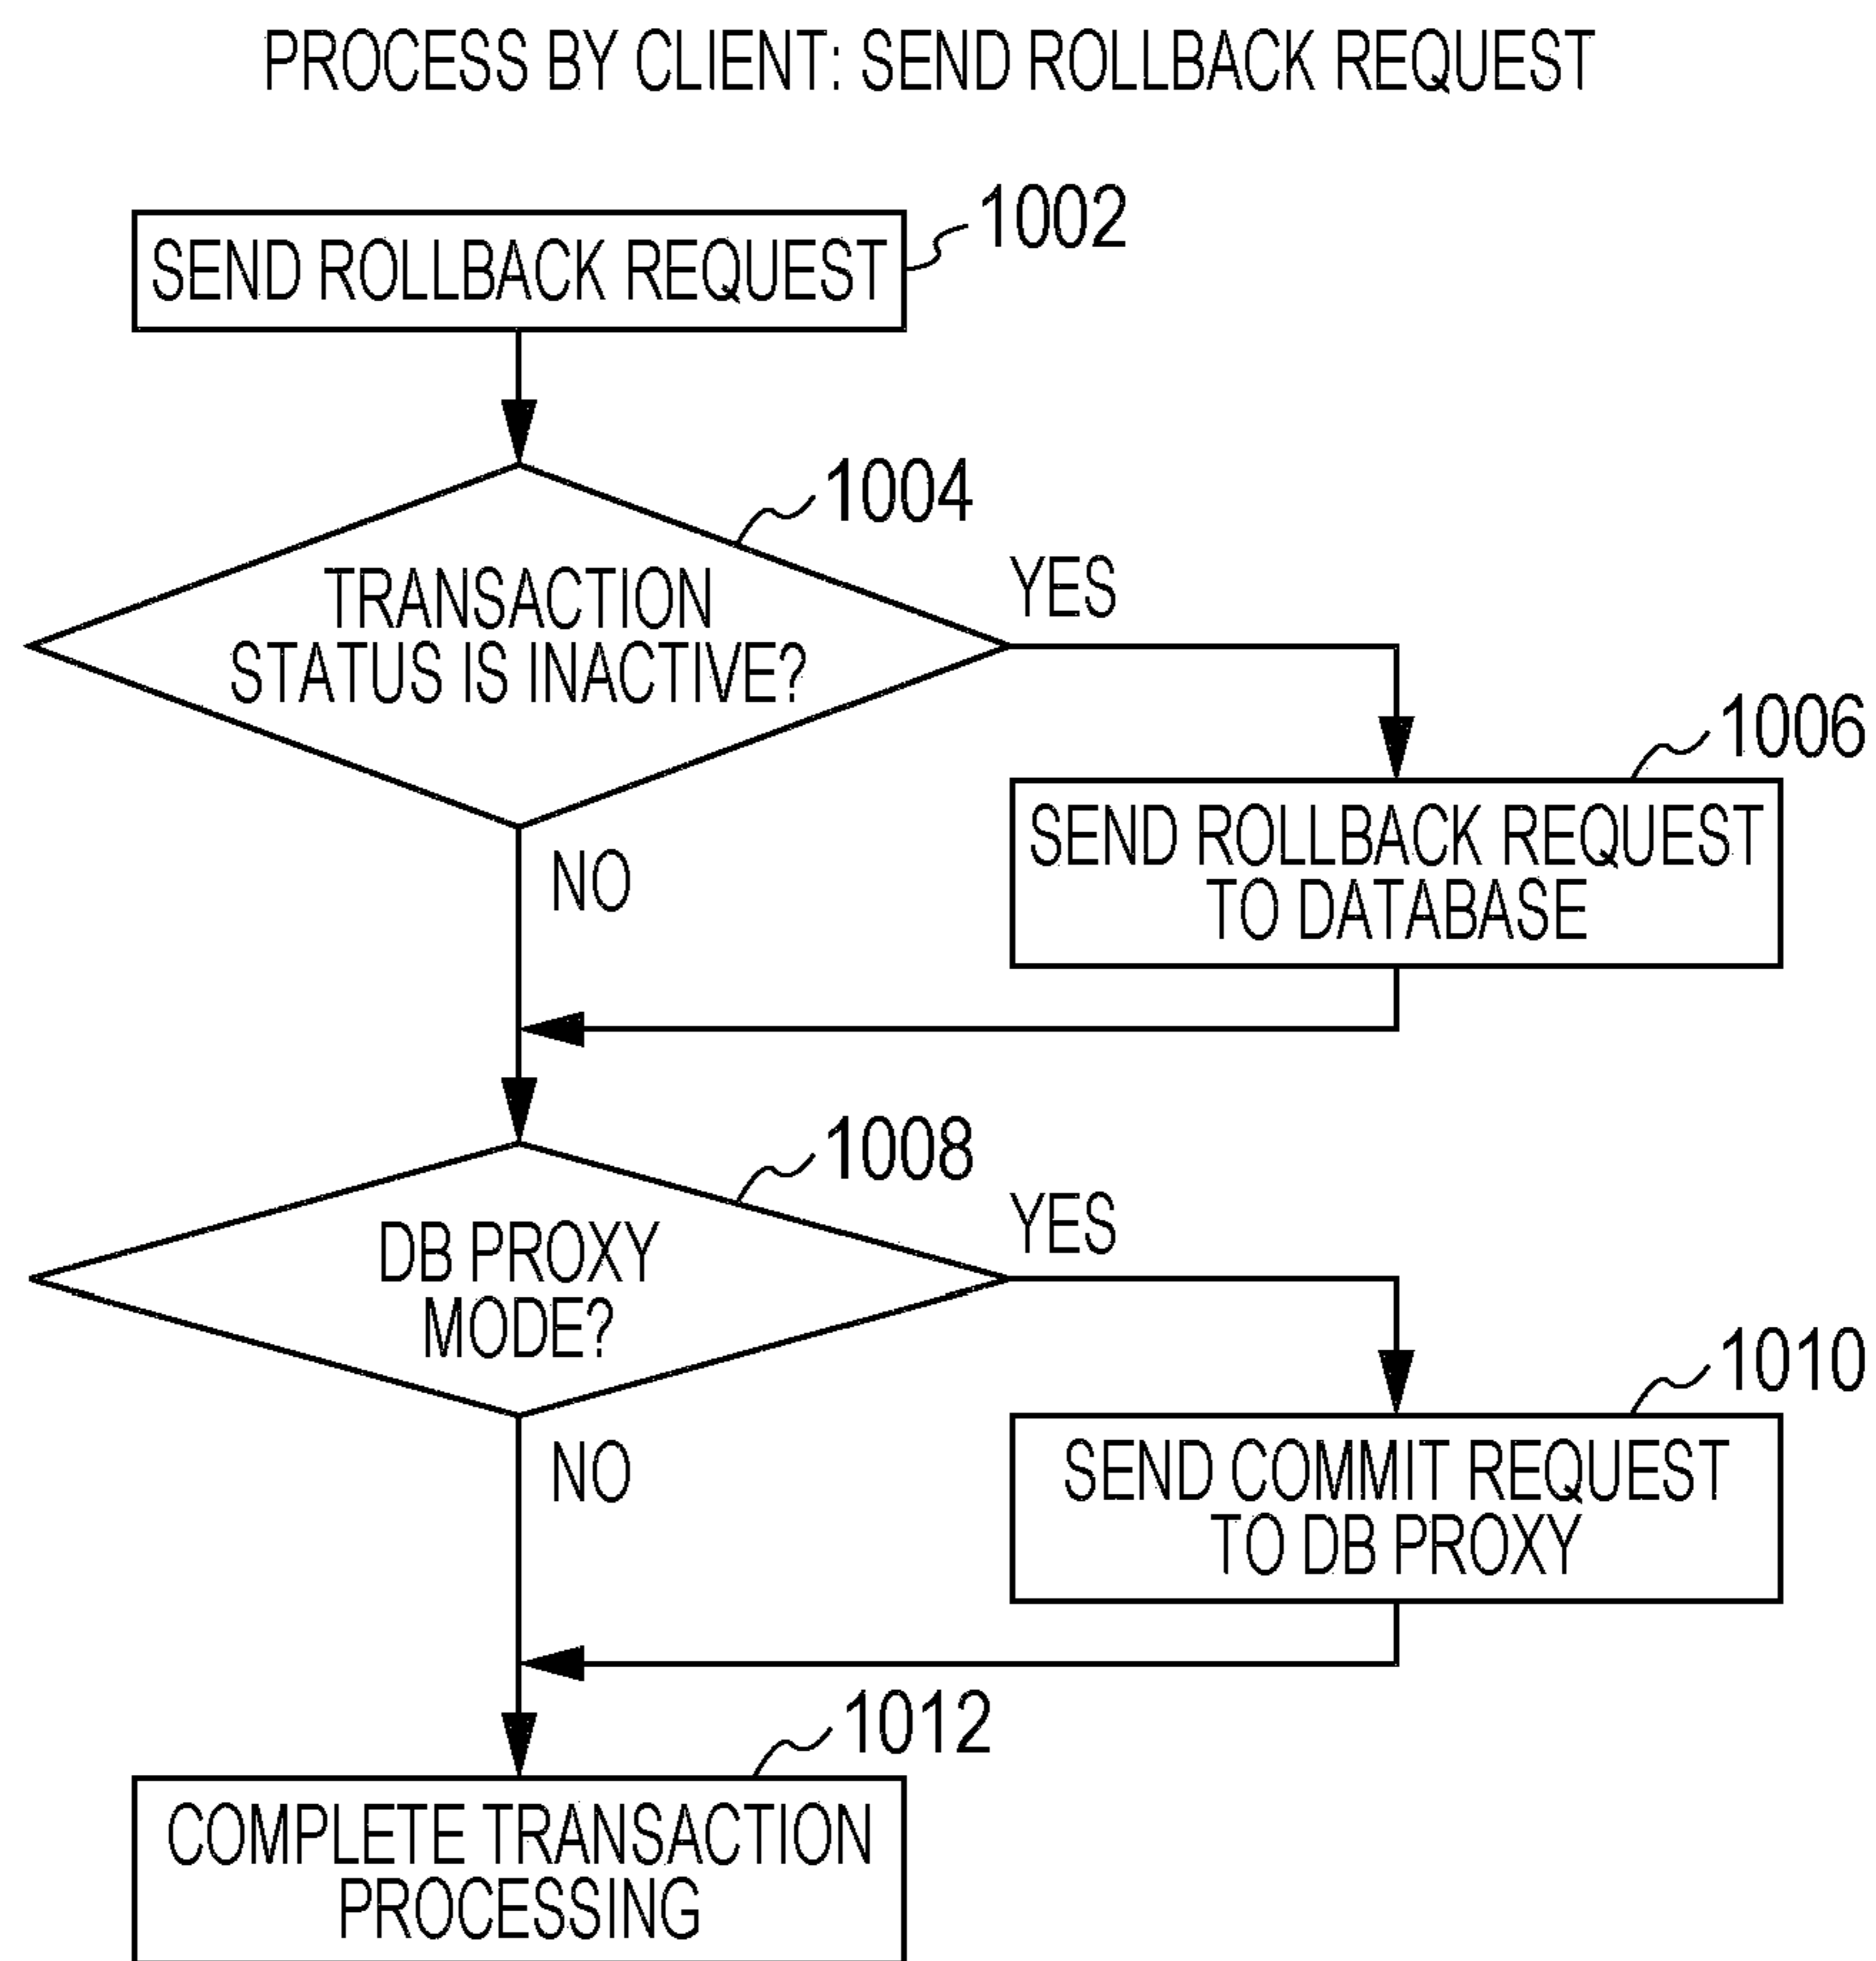 PROCESS BY CLIENT: SEND ROLLBACK REQUEST
1002
SEND ROLLBACK REQUEST
1004
TRANSACTION
STATUS IS INACTIVE?
YES
1006
SEND ROLLBACK REQUEST
TO DATABASE
NO
1008
DB PROXY
MODE?
YES
1010
SEND COMMIT REQUEST
TO DB PROXY
NO
1012
COMPLETE TRANSACTION
PROCESSING